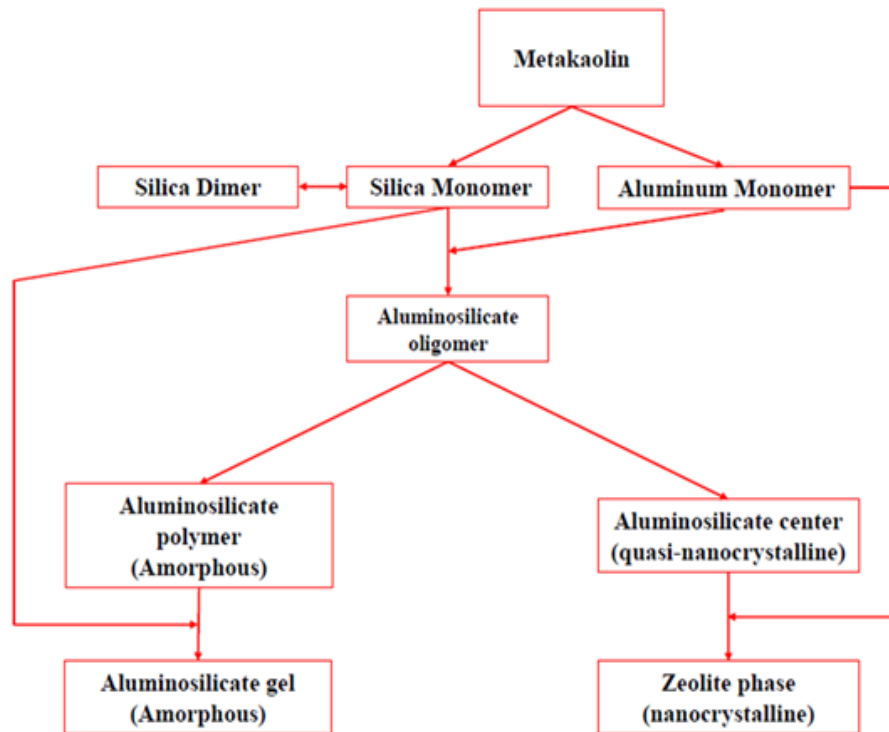 Metakaolin
Silica Dimer
Silica Monomer
Aluminum Monomer
Aluminosilicate
oligomer
Aluminosilicate
polymer
(Amorphous)
Aluminosilicate center
(quasi-nanocrystalline)
Aluminosilicate gel
(Amorphous)
Zeolite phase
(nanocrystalline)